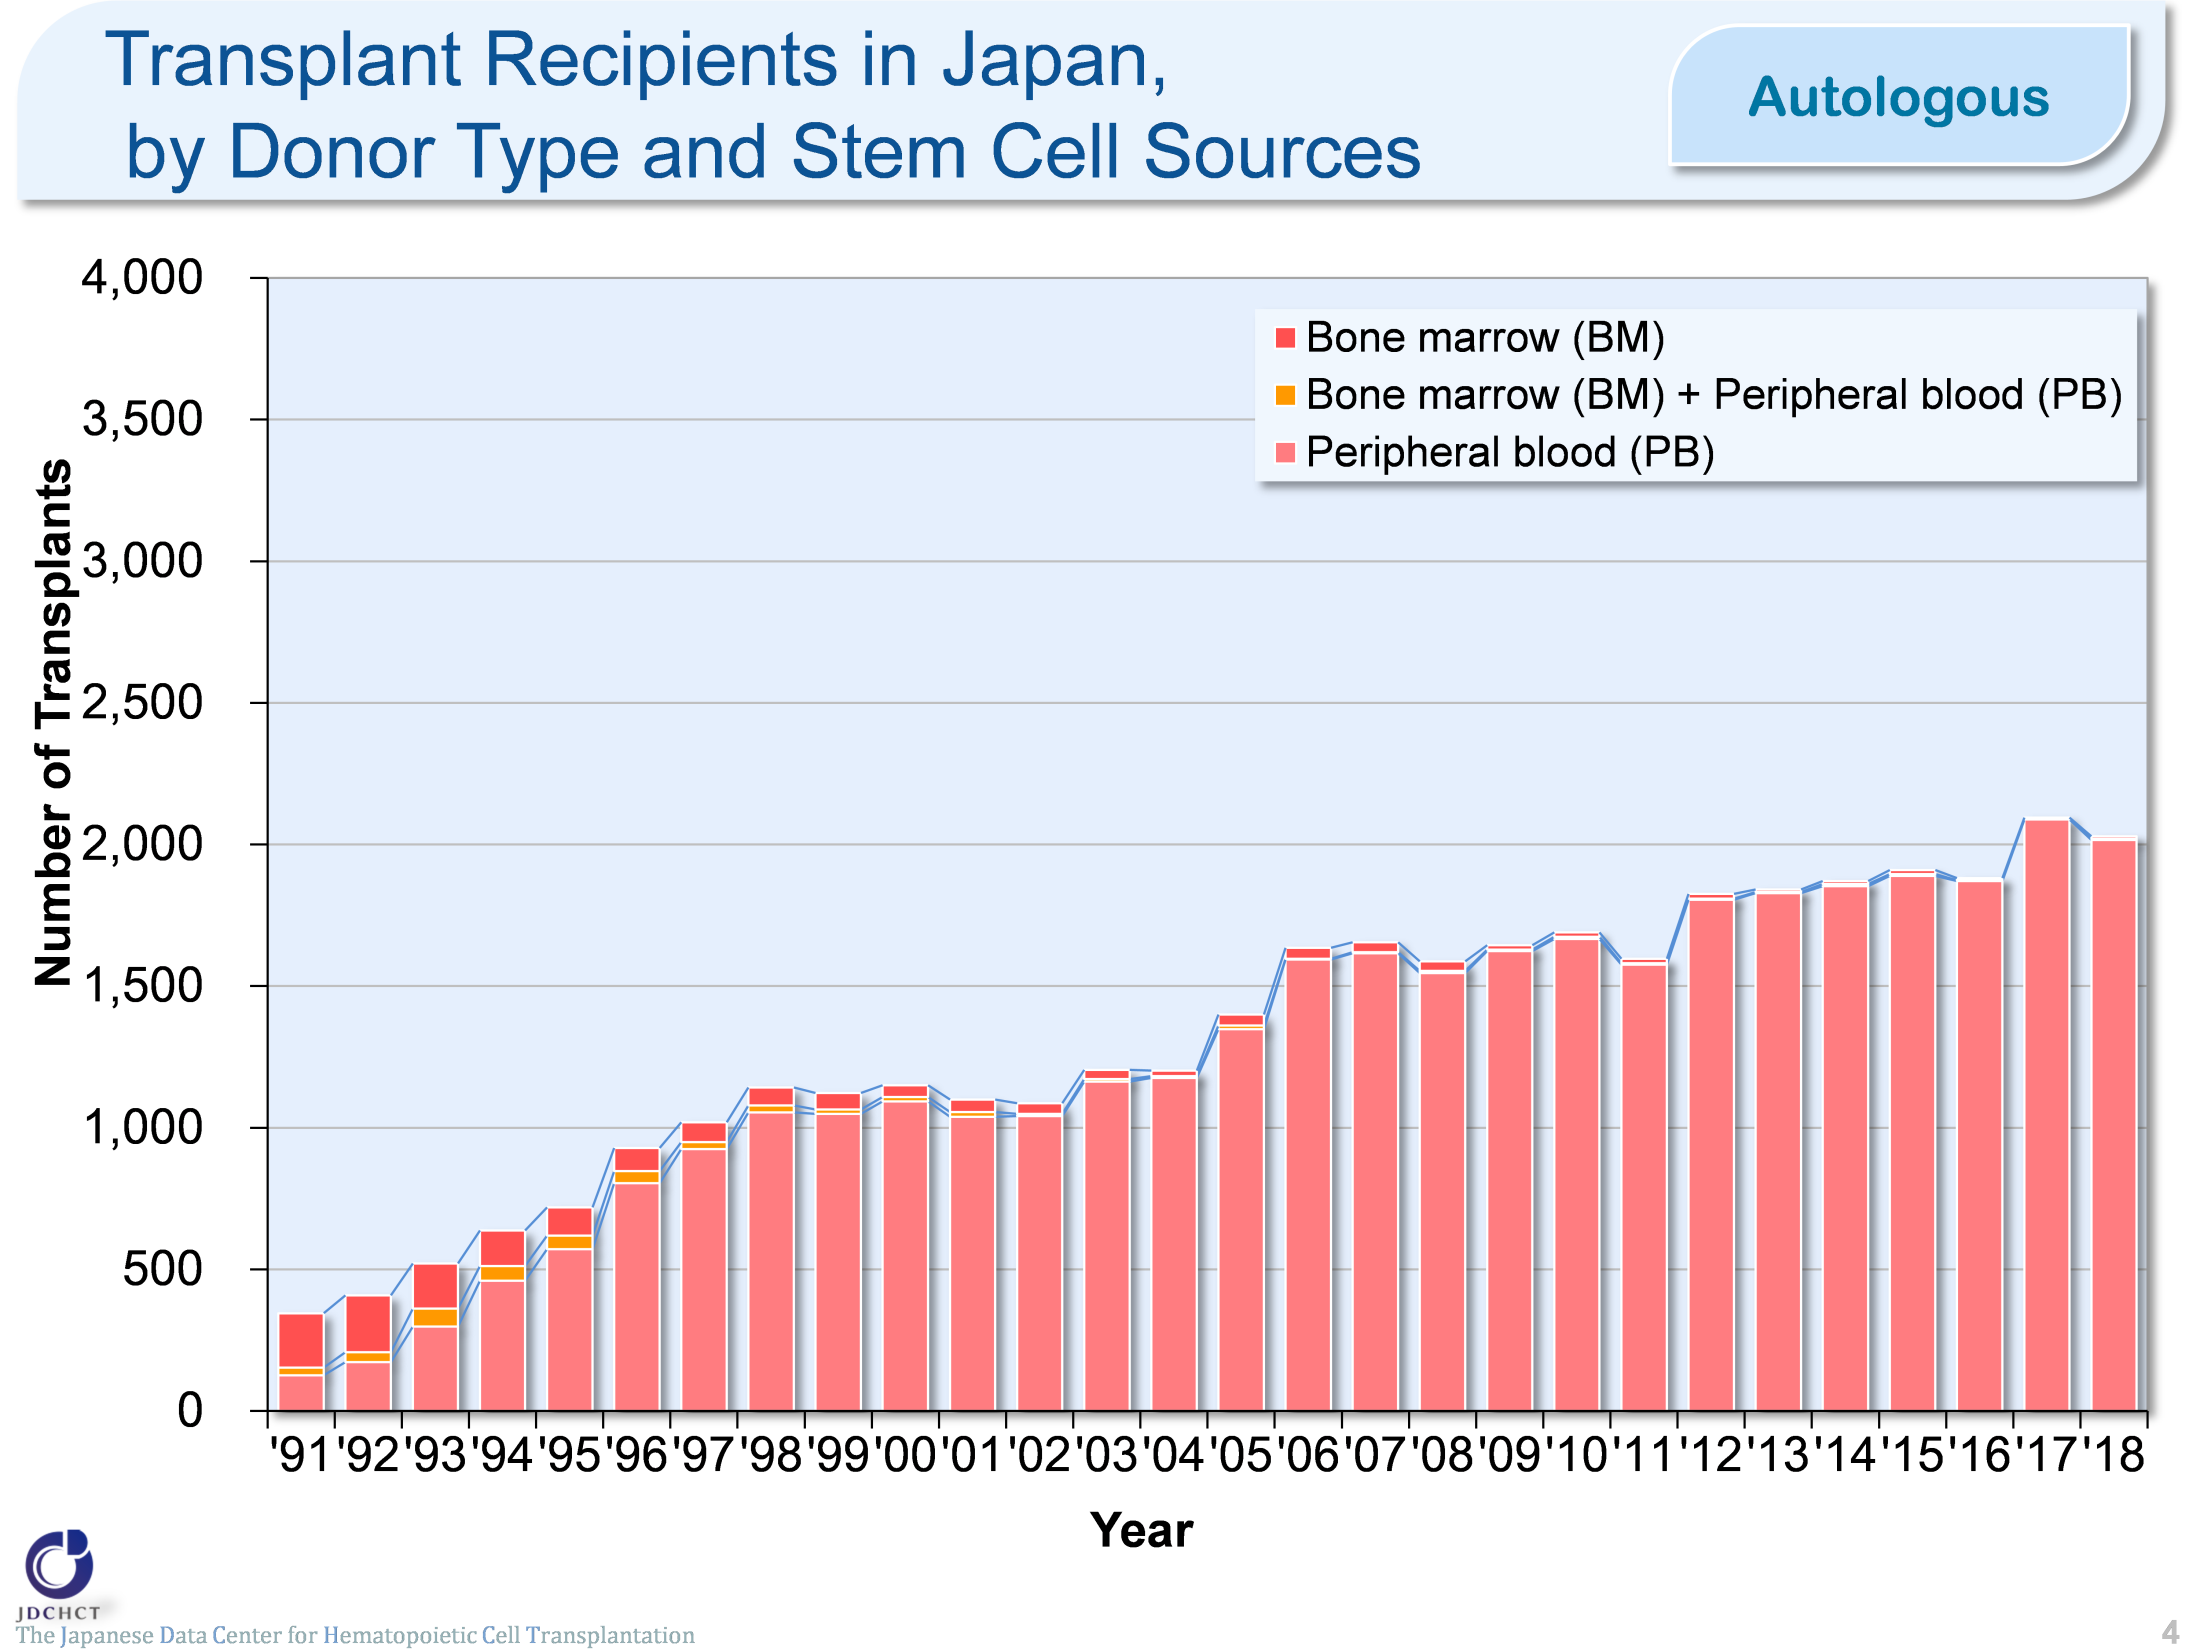 Transplant Recipients in Japan,
by Donor Type and Stem Cell Sources
Autologous
Number of Transplants
4,000
3,500
3,000
2,500
2,000
1,500
1,000
500
0
Bone marrow (BM)
Bone marrow (BM) + Peripheral blood (PB)
Peripheral blood (PB)
'91 '92 '93 '94 '95 '96 '97 '98 '99 '00 '01 '02 '03 '04 '05 '06 '07 '08 '09 '10 '11 '12 '13 '14 '15 '16 '17 '18
Year
JDCHCT
The Japanese Data Center for Hematopoietic Cell Transplantation
4